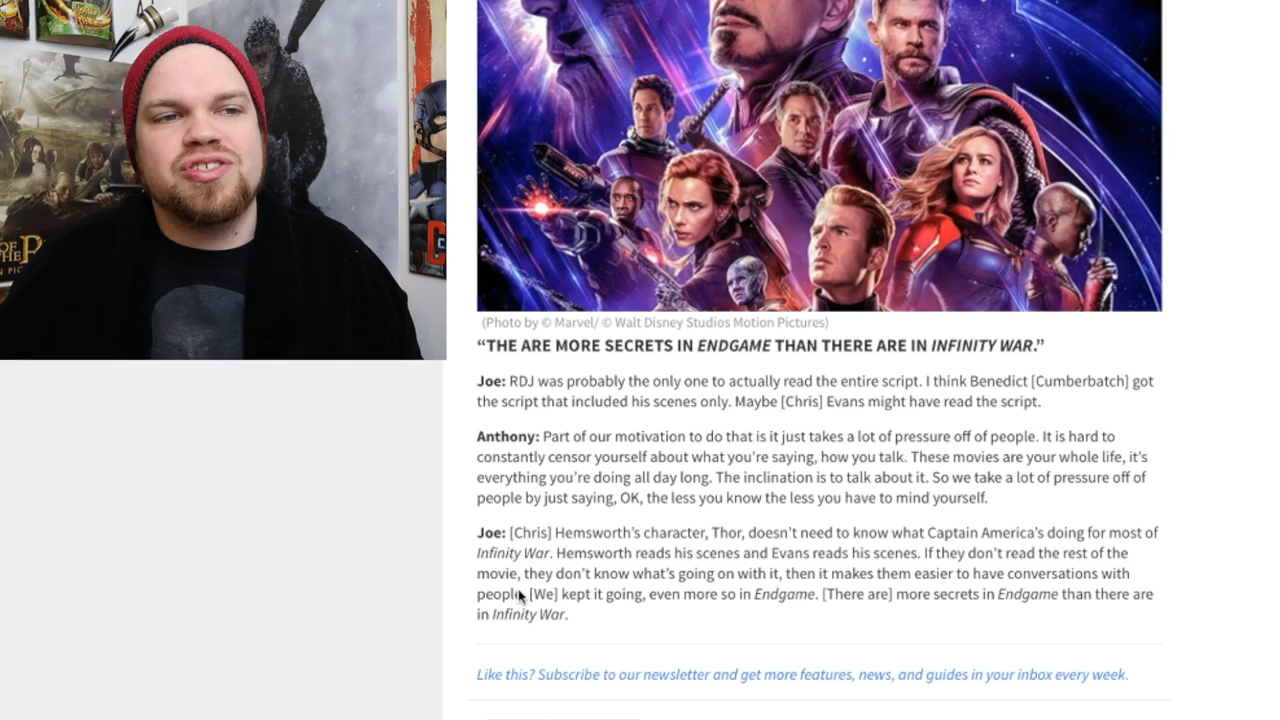 OF
THE P
N PIC
C
(Photo by © Marvel/ © Walt Disney Studios Motion Pictures)
“THE ARE MORE SECRETS IN ENDGAME THAN THERE ARE IN INFINITY WAR.”
Joe: RDJ was probably the only one to actually read the entire script. I think Benedict [Cumberbatch] got
the script that included his scenes only. Maybe [Chris] Evans might have read the script.
Anthony: Part of our motivation to do that is it just takes a lot of pressure off of people. It is hard to
constantly censor yourself about what you’re saying, how you talk. These movies are your whole life, it’s
everything you’re doing all day long. The inclination is to talk about it. So we take a lot of pressure off of
people by just saying, OK, the less you know the less you have to mind yourself.
Joe: [Chris] Hemsworth’s character, Thor, doesn’t need to know what Captain America’s doing for most of
Infinity War. Hemsworth reads his scenes and Evans reads his scenes. If they don’t read the rest of the
movie, they don’t know what’s going on with it, then it makes them easier to have conversations with
people. [We] kept it going, even more so in Endgame. [There are] more secrets in Endgame than there are
in Infinity War.
Like this? Subscribe to our newsletter and get more features, news, and guides in your inbox every week.